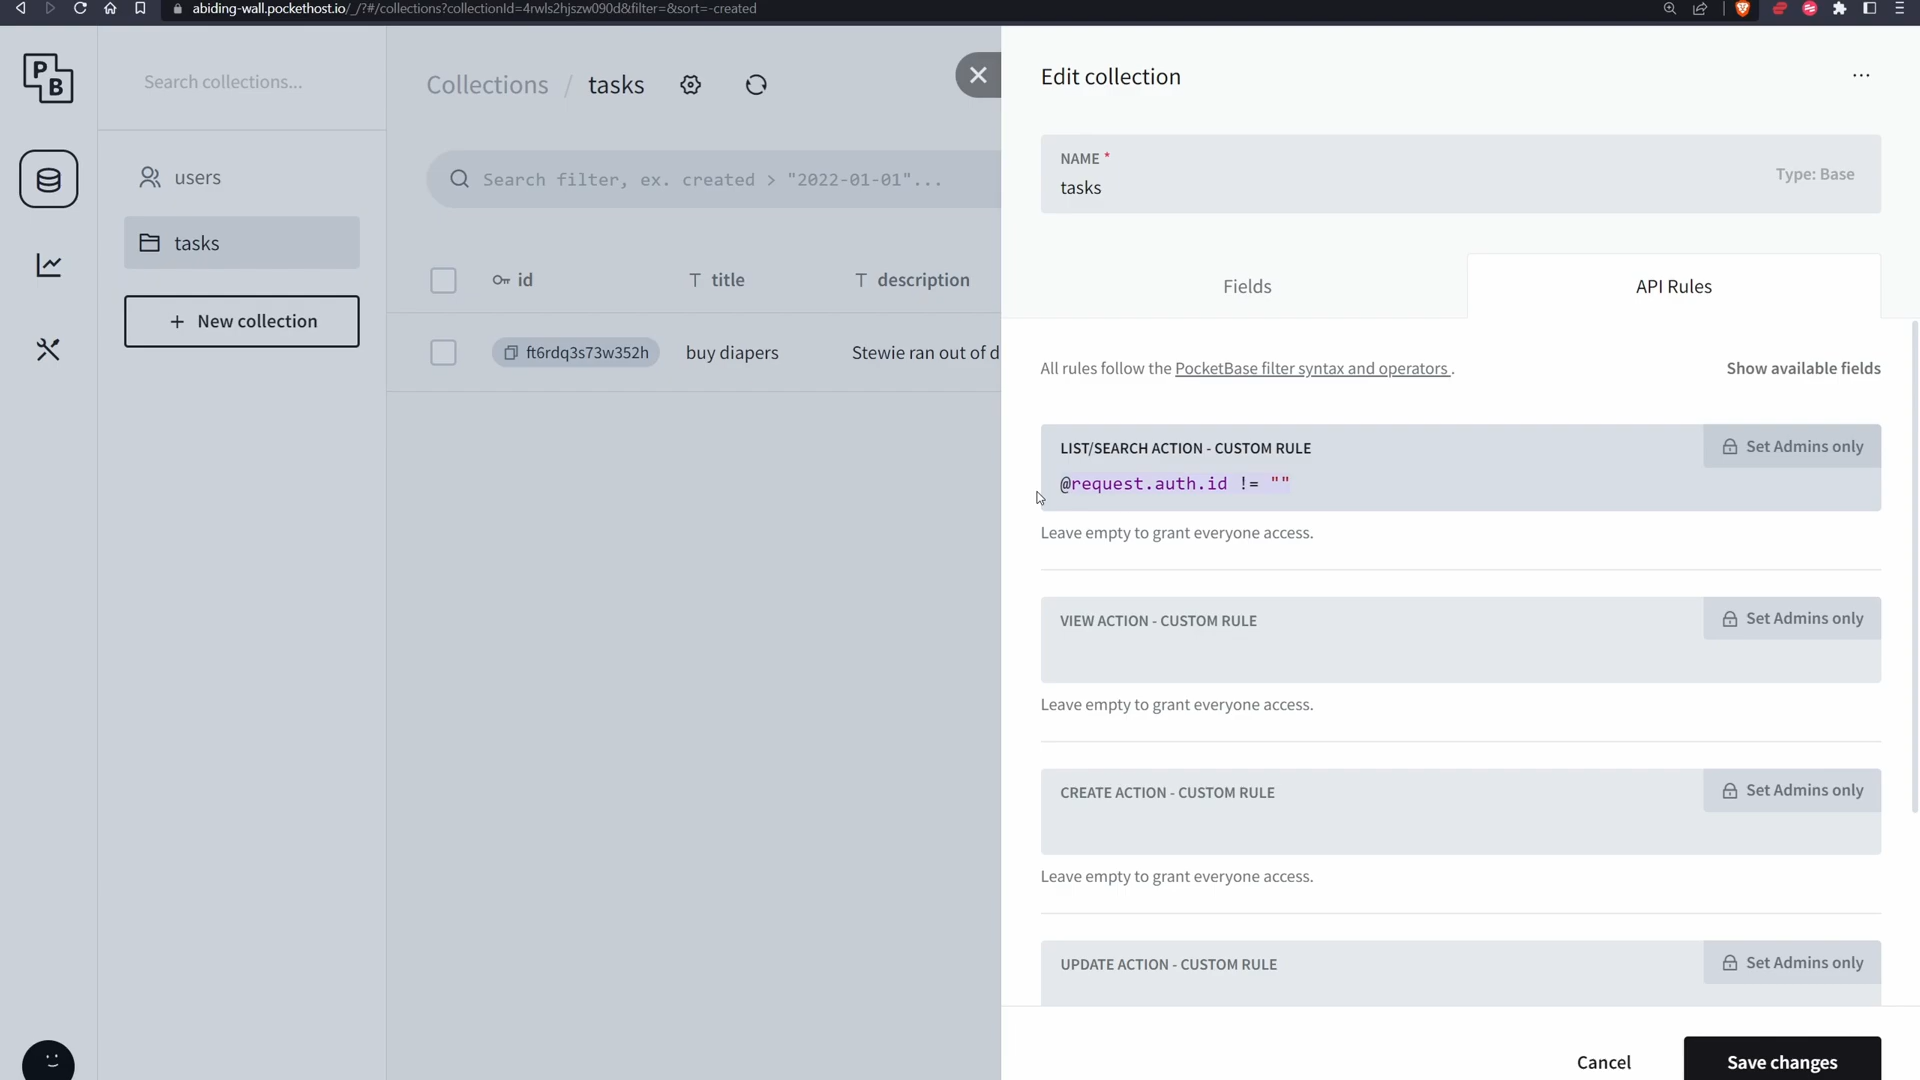 abiding-wall.pockethost.io/_/?#/collections?collectionId=4rwls2hjszw090d&filter=&sort=-created
P
B
Search collections...
users
tasks
+ New collection
Collections / tasks
Search filter, ex. created > "2022-01-01"...
id
T title
T description
ft6rdq3s73w352h
buy diapers
Stewie ran out of d
Edit collection
NAME *
tasks
Type: Base
Fields
API Rules
All rules follow the PocketBase filter syntax and operators .
Show available fields
LIST/SEARCH ACTION - CUSTOM RULE
Set Admins only
@request.auth.id != ""
Leave empty to grant everyone access.
VIEW ACTION - CUSTOM RULE
Set Admins only
Leave empty to grant everyone access.
CREATE ACTION - CUSTOM RULE
Set Admins only
Leave empty to grant everyone access.
UPDATE ACTION - CUSTOM RULE
Set Admins only
Cancel
Save changes